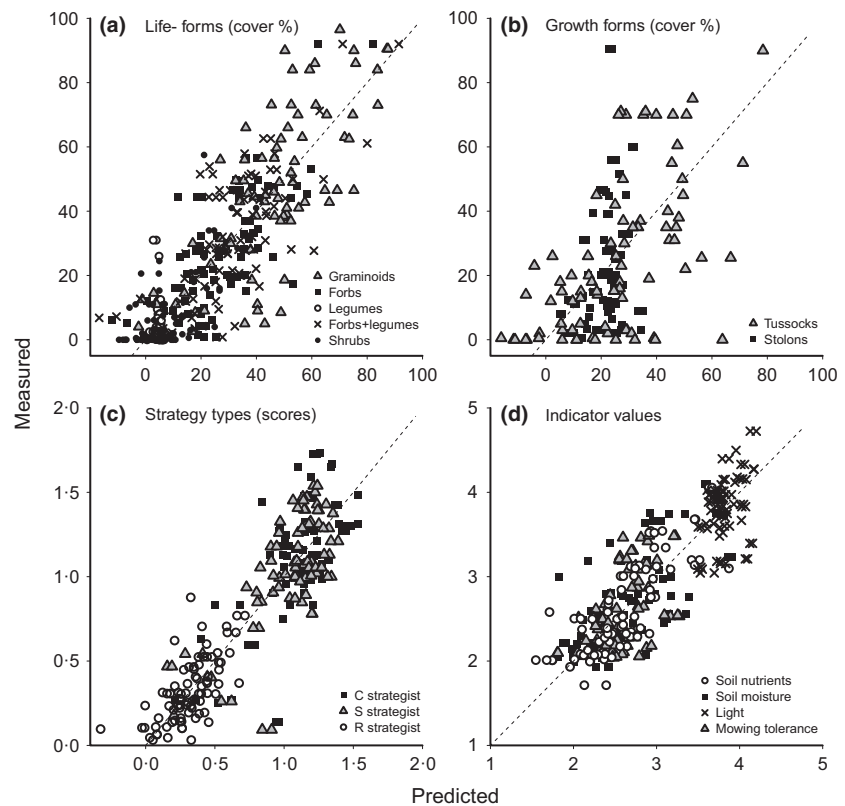 100
80
60
40
20
0
(a) Life- forms (cover %)
Graminoids
Forbs
Legumes
Forbs+legumes
Shrubs
0 20 40 60 80 100
100
80
60
40
20
0
(b) Growth forms (cover %)
Tussocks
Stolons
0 20 40 60 80 100
Measured
2·0
1·5
1·0
0·5
0·0
(c) Strategy types (scores)
C strategist
S strategist
R strategist
0·0 0·5 1·0 1·5 2·0
5
4
3
2
1
(d) Indicator values
Soil nutrients
Soil moisture
Light
Mowing tolerance
1 2 3 4 5
Predicted